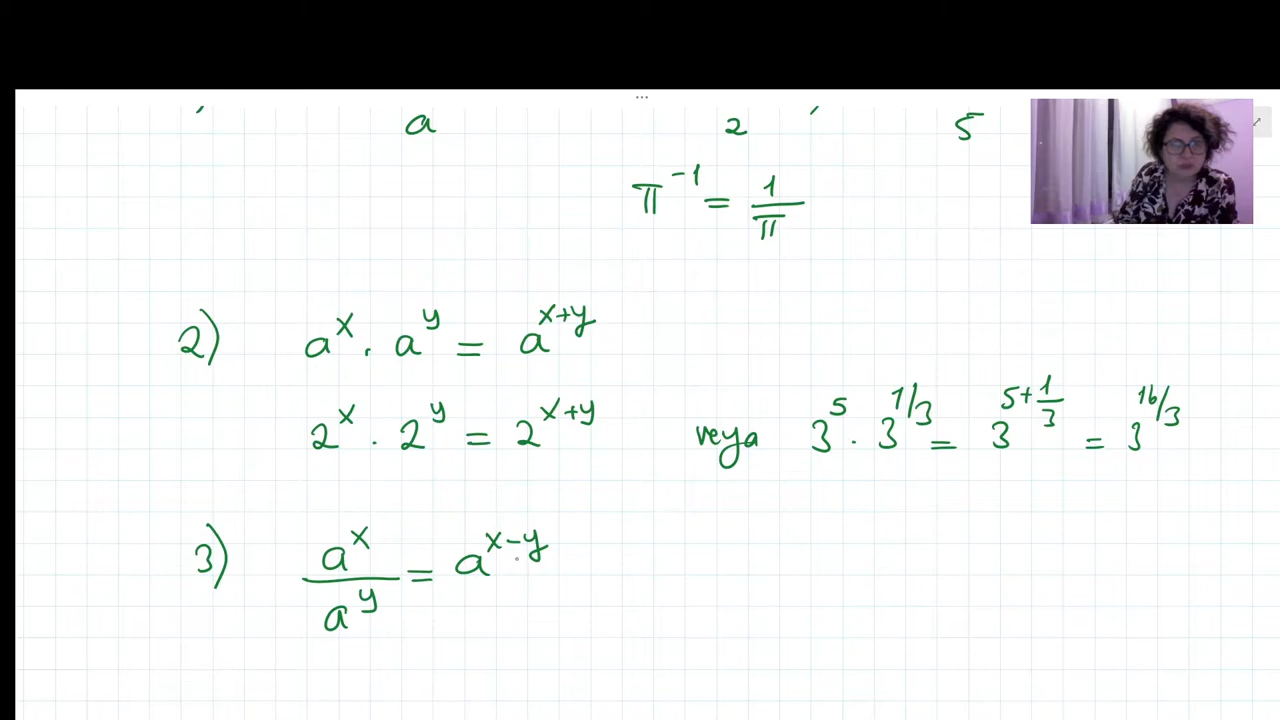 a 2 5
π⁻¹ = 1/π
2) aˣ · aʸ = aˣ⁺ʸ
2ˣ · 2ʸ = 2ˣ⁺ʸ veya 3⁵ · 3^(1/3) = 3^(5+1/3) = 3^(16/3)
3) aˣ/aʸ = aˣ⁻ʸ